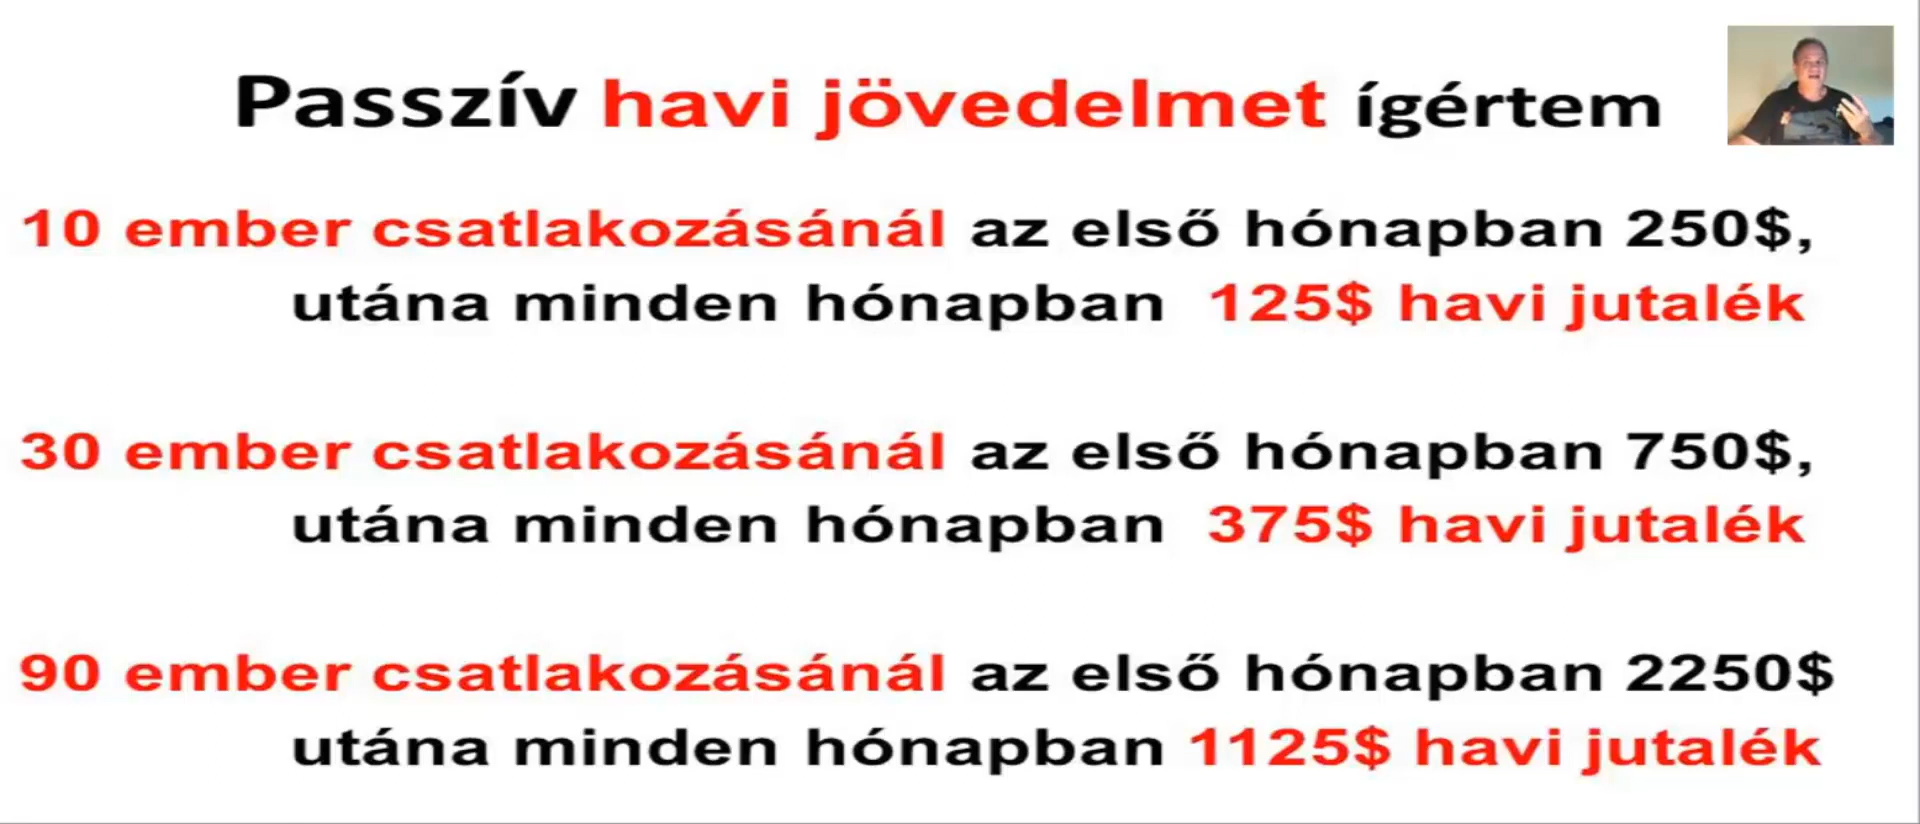 Passzív havi jövedelmet ígértem
10 ember csatlakozásánál az első hónapban 250$,
utána minden hónapban 125$ havi jutalék
30 ember csatlakozásánál az első hónapban 750$,
utána minden hónapban 375$ havi jutalék
90 ember csatlakozásánál az első hónapban 2250$
utána minden hónapban 1125$ havi jutalék